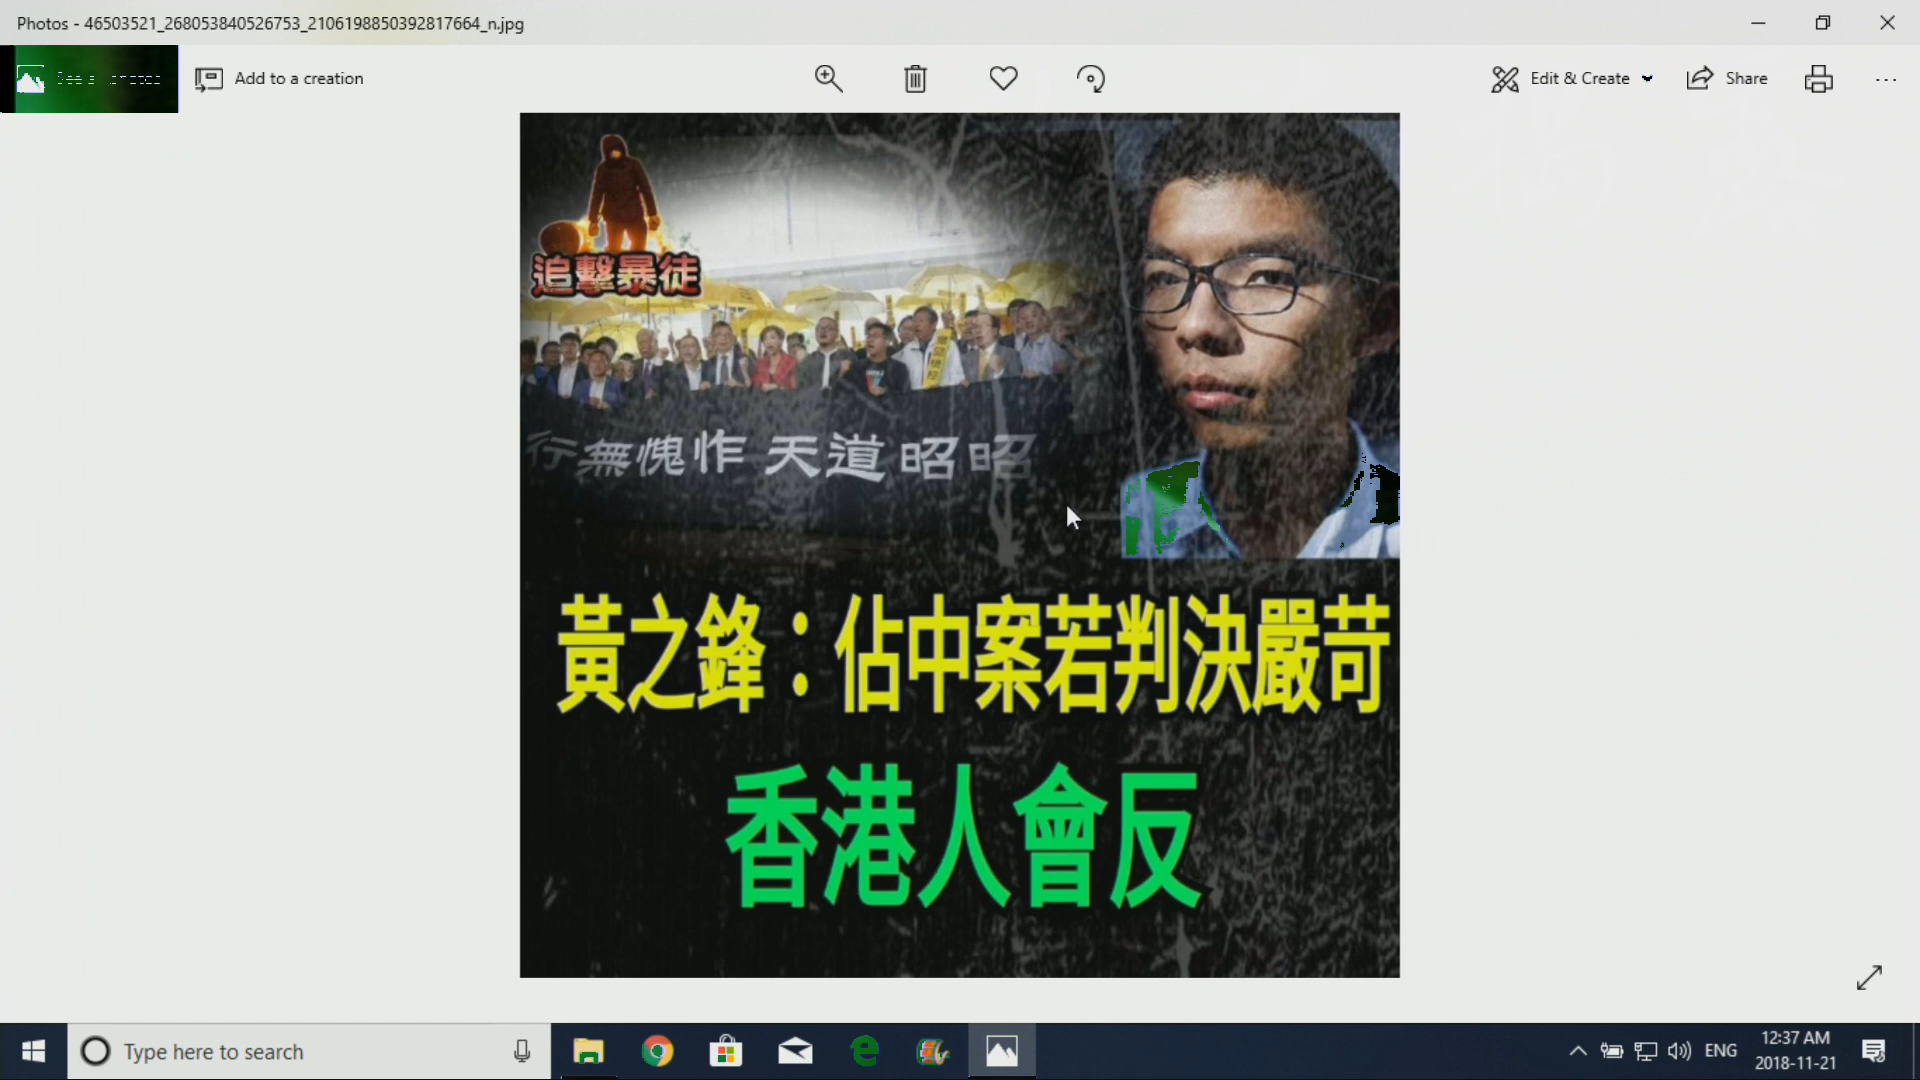 Photos - 46503521_268053840526753_2106198850392817664_n.jpg
Add to a creation
Edit & Create
Share
追擊暴徒
行無愧怍 天道昭昭
黃之鋒：佔中案若判決嚴苛
香港人會反
Type here to search
ENG
12:37 AM
2018-11-21